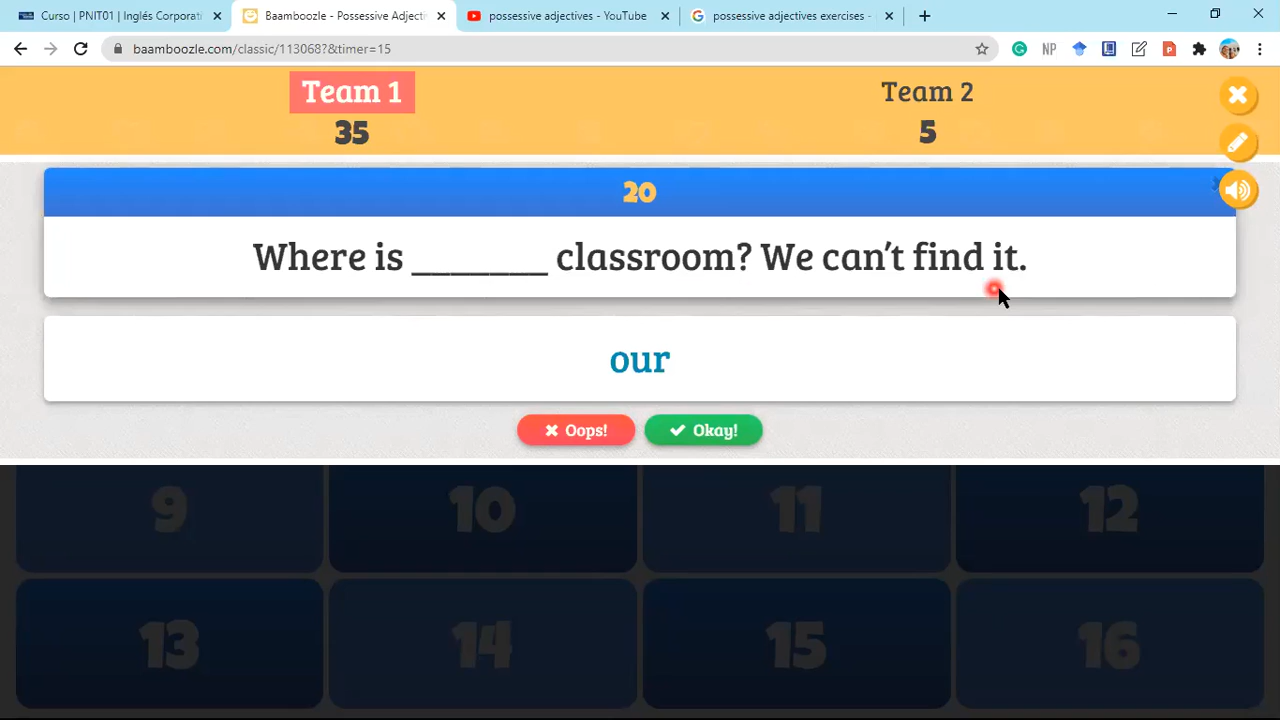 Curso | PNIT01 | Inglés Corporati
Baamboozle - Possessive Adjecti
possessive adjectives - YouTube
possessive adjectives exercises -
baamboozle.com/classic/113068?&timer=15
NP
Team 1
Team 2
35
5
20
Where is _______ classroom? We can't find it.
our
Oops!
Okay!
9
10
11
12
13
14
15
16